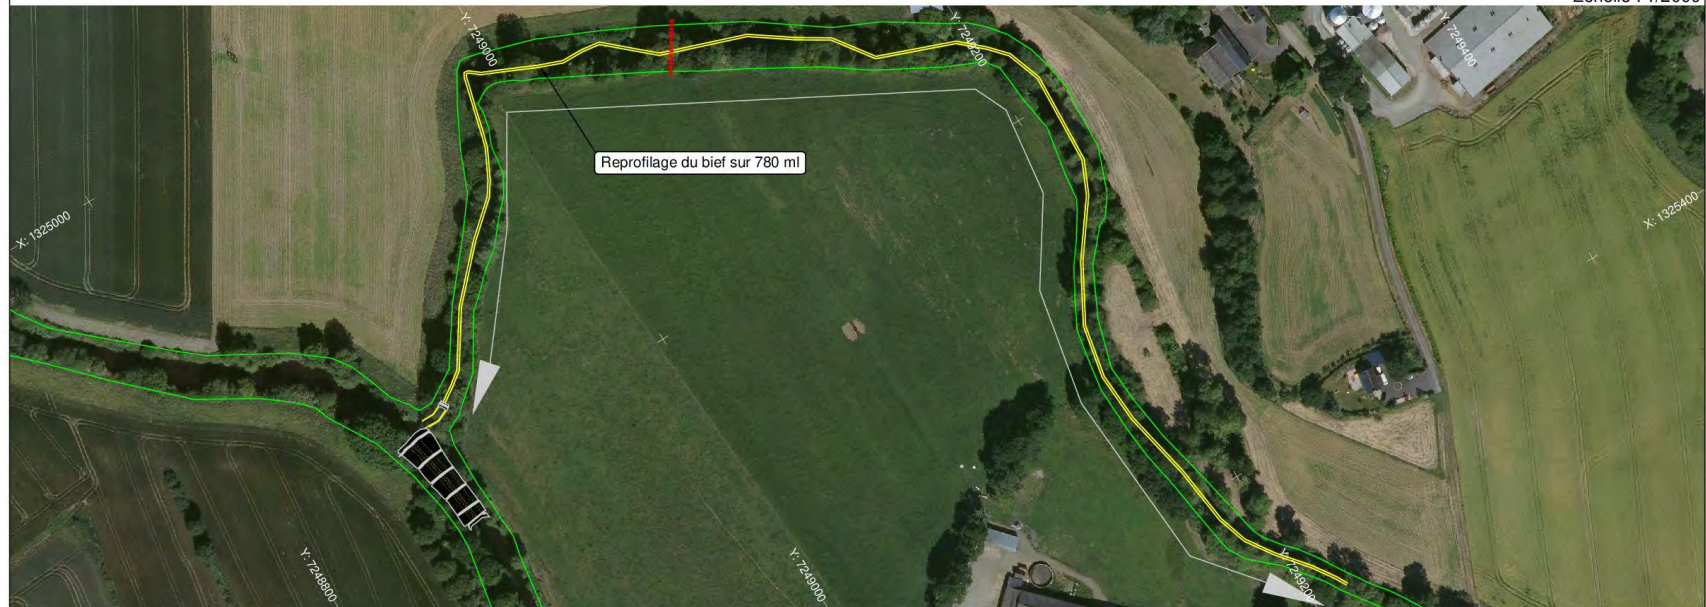 Y: 7249000
Y: 7249200
Y: 7249400
Reprofilage du bief sur 780 ml
X: 1325000
X: 1325400
Y: 7248800
Y: 7249000
Y: 7249200